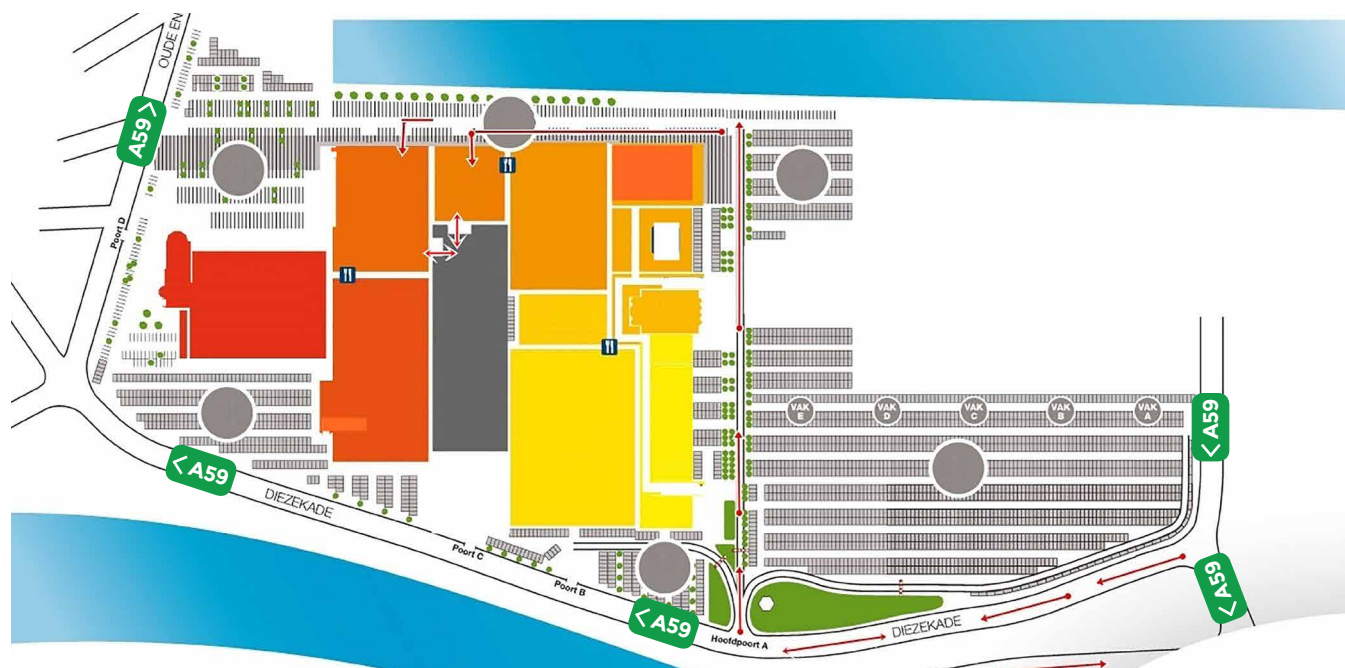 OUDE EN
A59 >
Poort D
VAK
E
VAK
D
VAK
C
VAK
B
VAK
A
< A59
< A59
DIEZEKADE
Poort C
Poort B
< A59
< A59
Hoofdpoort A
DIEZEKADE